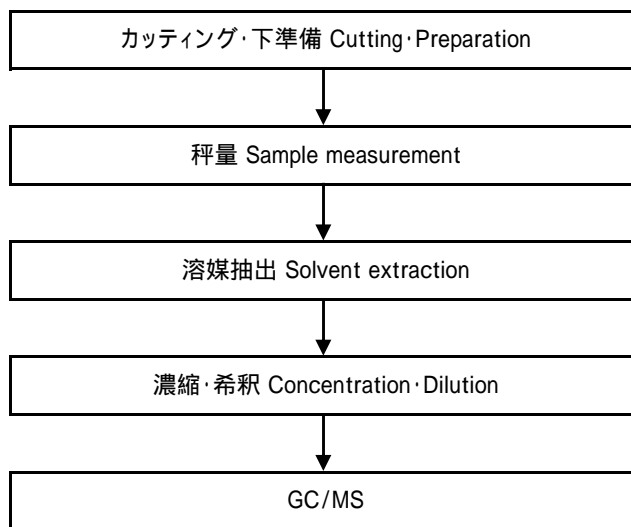 カッティング･下準備 Cutting･Preparation
秤量 Sample measurement
溶媒抽出 Solvent extraction
濃縮･希釈 Concentration･Dilution
GC/MS